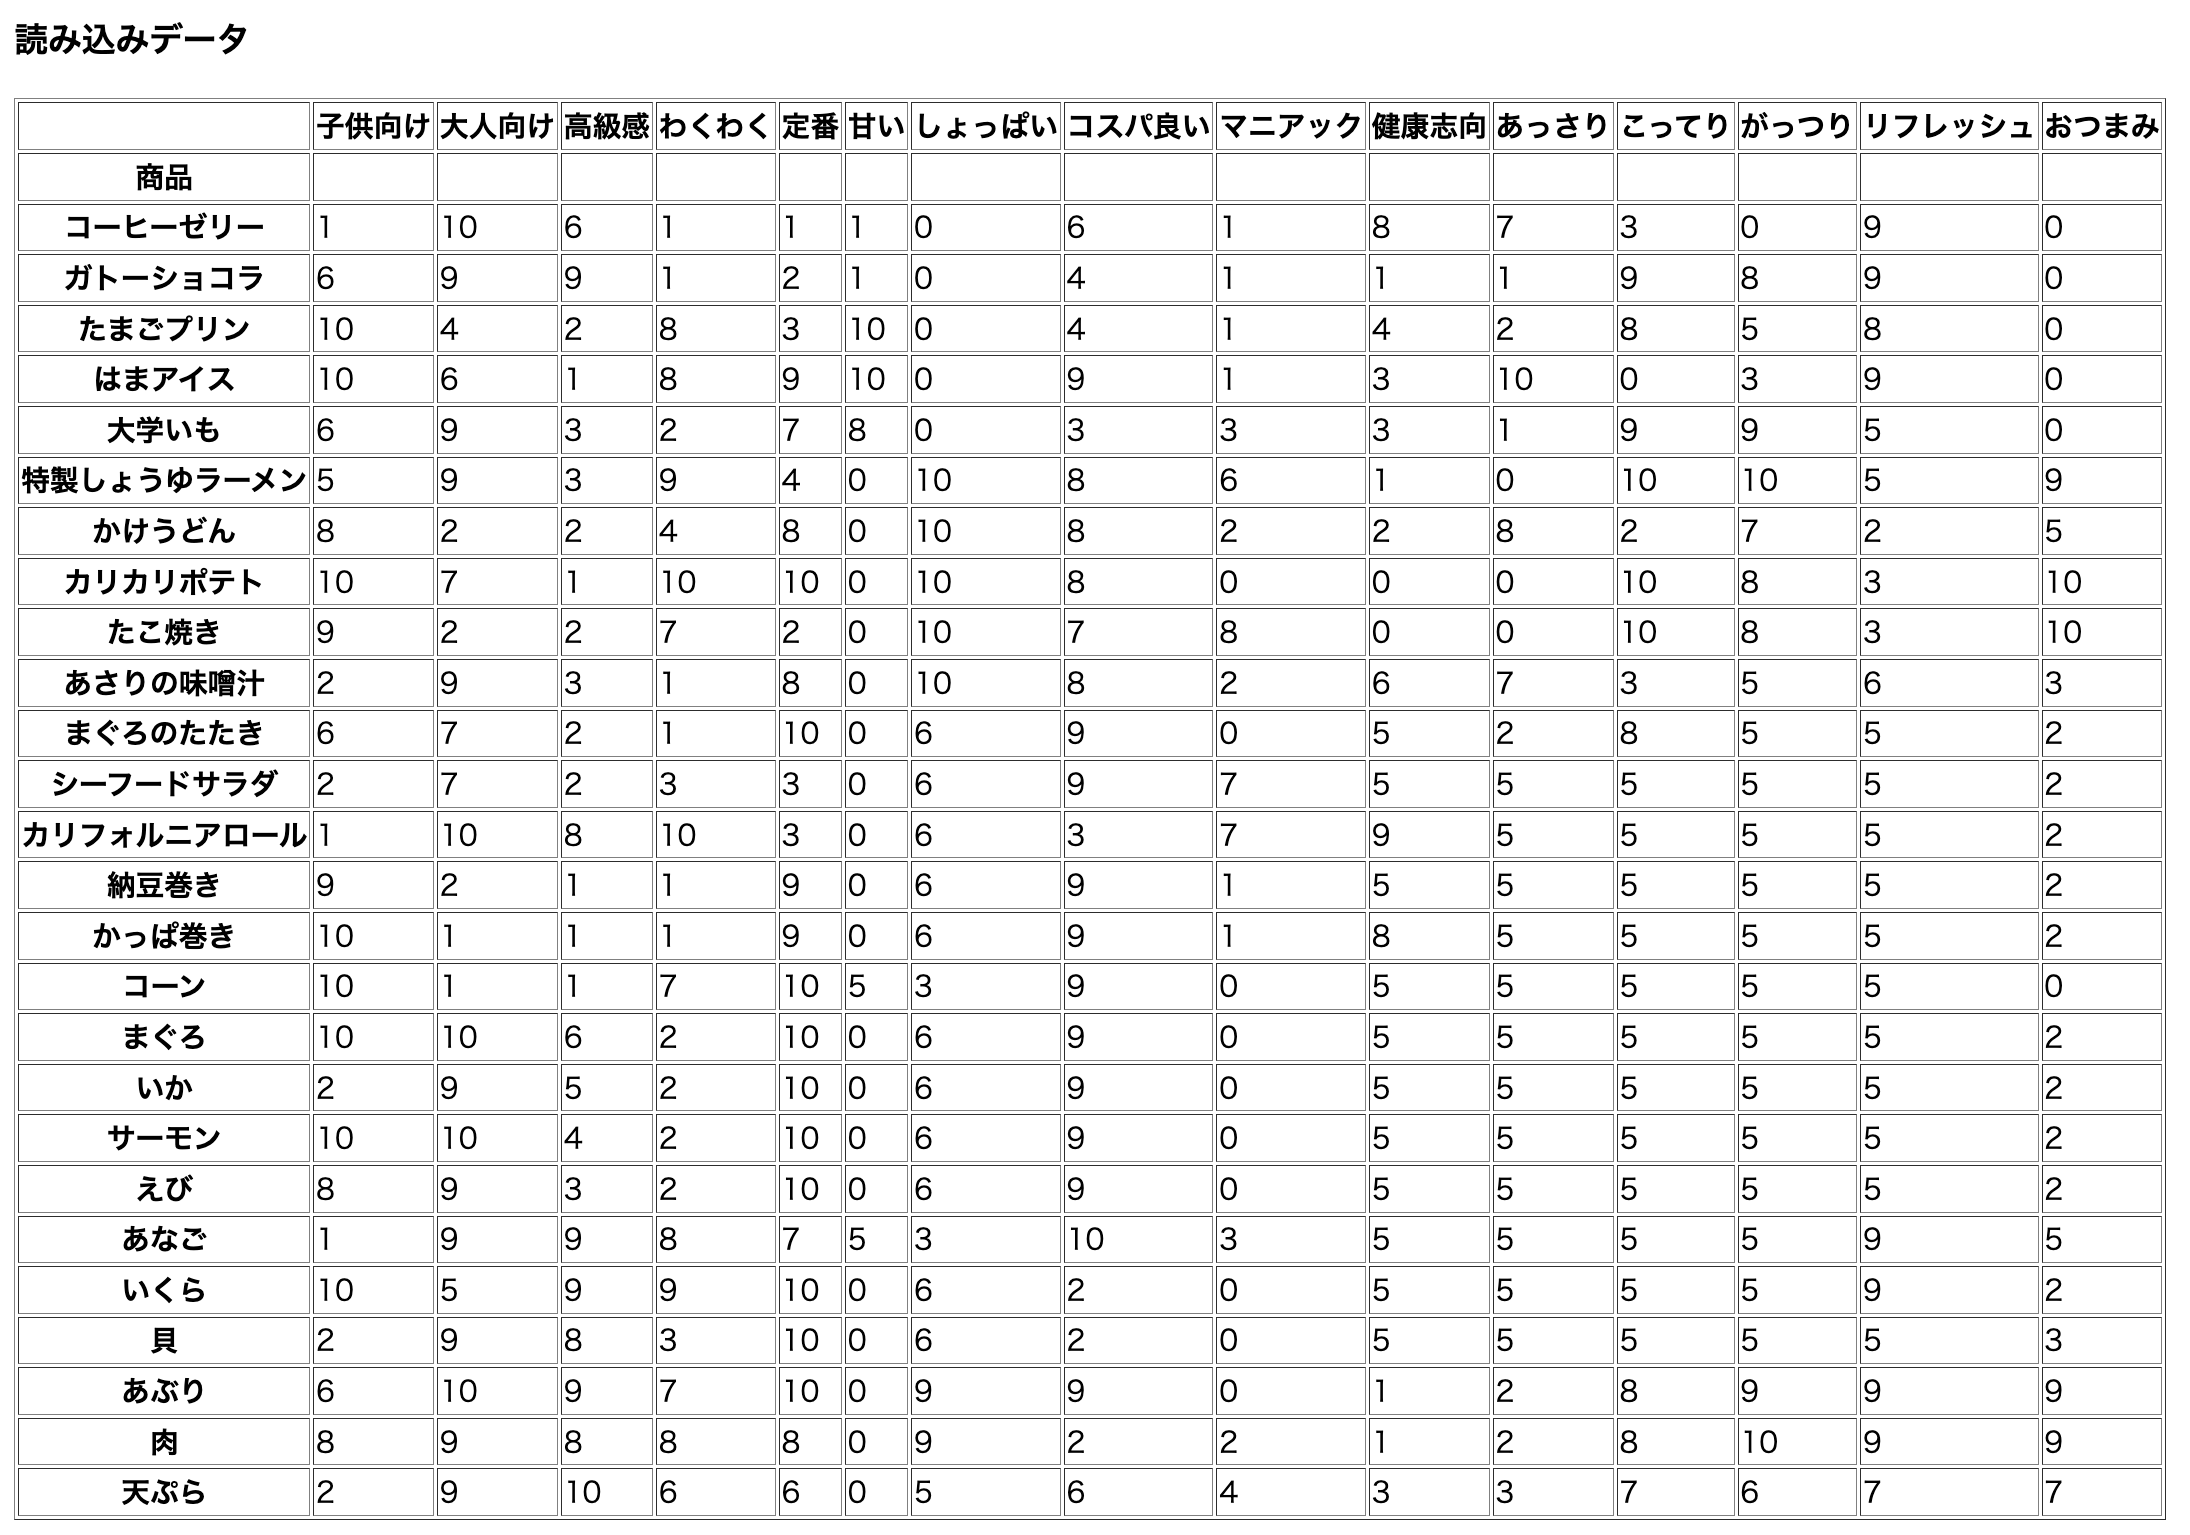 読み込みデータ
子供向け 大人向け 高級感 わくわく 定番 甘い しょっぱい コスパ良い マニアック 健康志向 あっさり こってり がっつり リフレッシュ おつまみ
商品
コーヒーゼリー 1 10 6 1 1 1 0 6 1 8 7 3 0 9 0
ガトーショコラ 6 9 9 1 2 1 0 4 1 1 1 9 8 9 0
たまごプリン 10 4 2 8 3 10 0 4 1 4 2 8 5 8 0
はまアイス 10 6 1 8 9 10 0 9 1 3 10 0 3 9 0
大学いも 6 9 3 2 7 8 0 3 3 3 1 9 9 5 0
特製しょうゆラーメン 5 9 3 9 4 0 10 8 6 1 0 10 10 5 9
かけうどん 8 2 2 4 8 0 10 8 2 2 8 2 7 2 5
カリカリポテト 10 7 1 10 10 0 10 8 0 0 0 10 8 3 10
たこ焼き 9 2 2 7 2 0 10 7 8 0 0 10 8 3 10
あさりの味噌汁 2 9 3 1 8 0 10 8 2 6 7 3 5 6 3
まぐろのたたき 6 7 2 1 10 0 6 9 0 5 2 8 5 5 2
シーフードサラダ 2 7 2 3 3 0 6 9 7 5 5 5 5 5 2
カリフォルニアロール 1 10 8 10 3 0 6 3 7 9 5 5 5 5 2
納豆巻き 9 2 1 1 9 0 6 9 1 5 5 5 5 5 2
かっぱ巻き 10 1 1 1 9 0 6 9 1 8 5 5 5 5 2
コーン 10 1 1 7 10 5 3 9 0 5 5 5 5 5 0
まぐろ 10 10 6 2 10 0 6 9 0 5 5 5 5 5 2
いか 2 9 5 2 10 0 6 9 0 5 5 5 5 5 2
サーモン 10 10 4 2 10 0 6 9 0 5 5 5 5 5 2
えび 8 9 3 2 10 0 6 9 0 5 5 5 5 5 2
あなご 1 9 9 8 7 5 3 10 3 5 5 5 5 9 5
いくら 10 5 9 9 10 0 6 2 0 5 5 5 5 9 2
貝 2 9 8 3 10 0 6 2 0 5 5 5 5 5 3
あぶり 6 10 9 7 10 0 9 9 0 1 2 8 9 9 9
肉 8 9 8 8 8 0 9 2 2 1 2 8 10 9 9
天ぷら 2 9 10 6 6 0 5 6 4 3 3 7 6 7 7